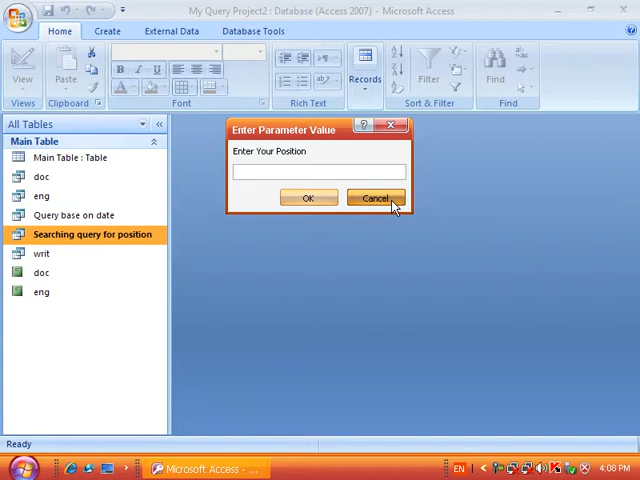 My Query Project2 : Database (Access 2007) - Microsoft Access
Home Create External Data Database Tools
View Paste B I U Records Filter Find
Views Clipboard Font Rich Text Sort & Filter Find
All Tables
Main Table
Main Table : Table
doc
eng
Query base on date
Searching query for position
writ
doc
eng
Enter Parameter Value
Enter Your Position
OK Cancel
Ready
Microsoft Access - ... EN 4:08 PM